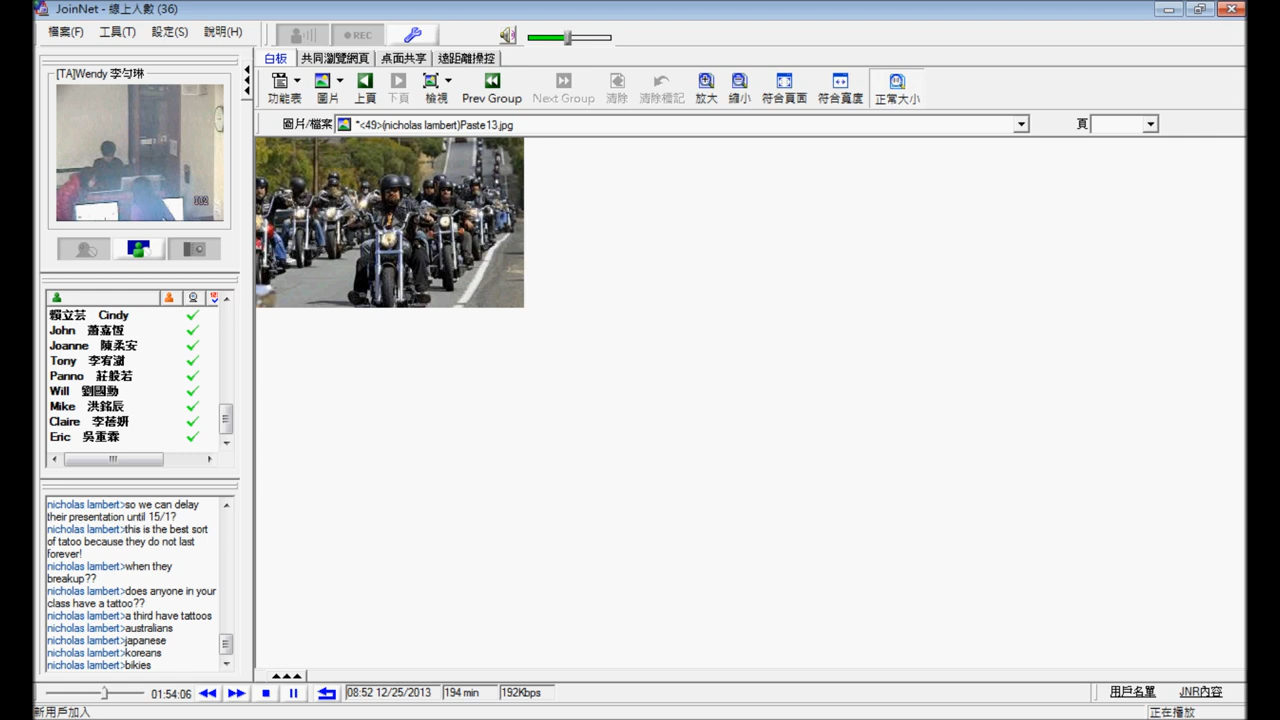 JoinNet - 線上人數 (36)
檔案(F) 工具(T) 設定(S) 說明(H)
REC
白板 共同瀏覽網頁 桌面共享 遠距離操控
功能表 圖片 上頁 下頁 檢視 Prev Group Next Group 清除 清除標記 放大 縮小 符合頁面 符合寬度 正常大小
圖片/檔案 *<49>(nicholas lambert)Paste13.jpg 頁
[TA]Wendy 李勻琳
賴立芸 Cindy
John 蕭嘉恆
Joanne 陳柔安
Tony 李宥澍
Panno 莊般若
Will 劉國勳
Mike 洪銘辰
Claire 李蓓妍
Eric 吳重霖
nicholas lambert>so we can delay
their presentation until 15/1?
nicholas lambert>this is the best sort
of tatoo because they do not last
forever!
nicholas lambert>when they
breakup??
nicholas lambert>does anyone in your
class have a tattoo??
nicholas lambert>a third have tattoos
nicholas lambert>australians
nicholas lambert>japanese
nicholas lambert>koreans
nicholas lambert>bikies
01:54:06 08:52 12/25/2013 194 min 192Kbps 用戶名單 JNR內容
新用戶加入 正在播放